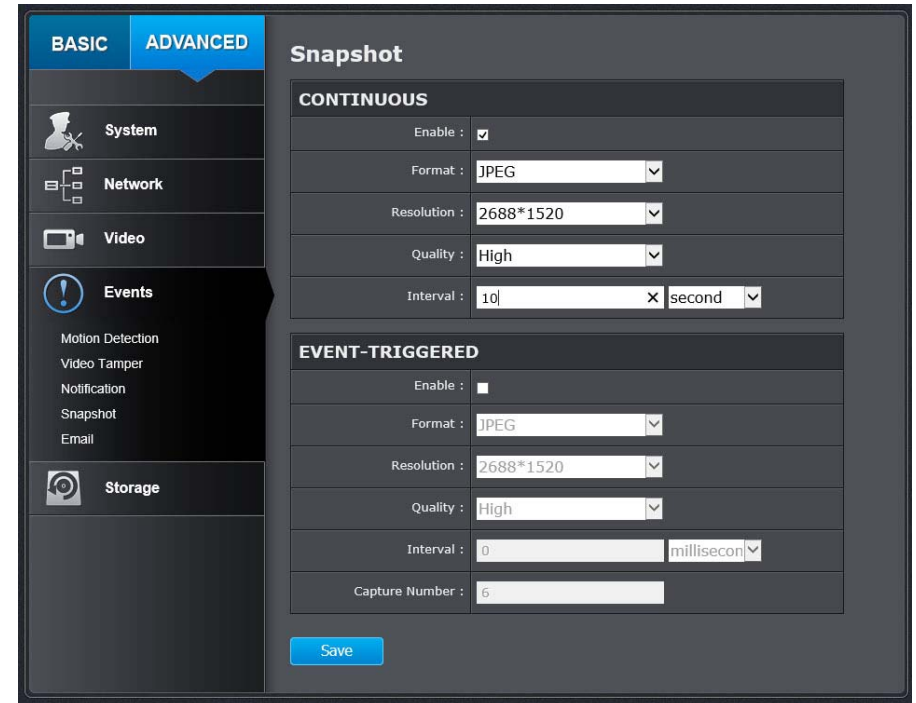 BASIC ADVANCED
System
Network
Video
Events
Motion Detection
Video Tamper
Notification
Snapshot
Email
Storage
Snapshot
CONTINUOUS
Enable :
Format : JPEG
Resolution : 2688*1520
Quality : High
Interval : 10 second
EVENT-TRIGGERED
Enable :
Format : JPEG
Resolution : 2688*1520
Quality : High
Interval : 0 millisecon
Capture Number : 6
Save